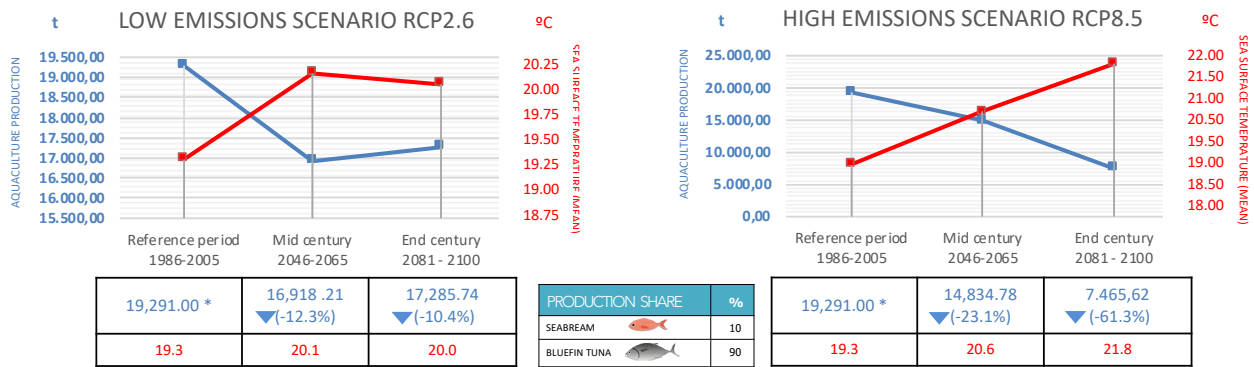 t
LOW EMISSIONS SCENARIO RCP2.6
ºC
AQUACULTURE PRODUCTION
19.500,00
19.000,00
18.500,00
18.000,00
17.500,00
17.000,00
16.500,00
16.000,00
15.500,00
20.25
20.00
19.75
19.50
19.25
19.00
18.75
SEA SURFACE TEMEPRATURE (MEAN)
Reference period
1986-2005
Mid century
2046-2065
End century
2081 - 2100
19,291.00 *
16,918 .21
(-12.3%)
17,285.74
(-10.4%)
19.3
20.1
20.0
PRODUCTION SHARE %
SEABREAM 10
BLUEFIN TUNA 90
t
HIGH EMISSIONS SCENARIO RCP8.5
ºC
AQUACULTURE PRODUCTION
25.000,00
20.000,00
15.000,00
10.000,00
5.000,00
0,00
22.00
21.50
21.00
20.50
19.00
18.50
18.00
SEA SURFACE TEMEPRATURE (MEAN)
Reference period
1986-2005
Mid century
2046-2065
End century
2081 - 2100
19,291.00 *
14,834.78
(-23.1%)
7.465,62
(-61.3%)
19.3
20.6
21.8